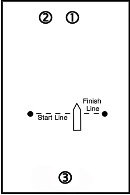 ② ①
Finish
Line
Start Line
③